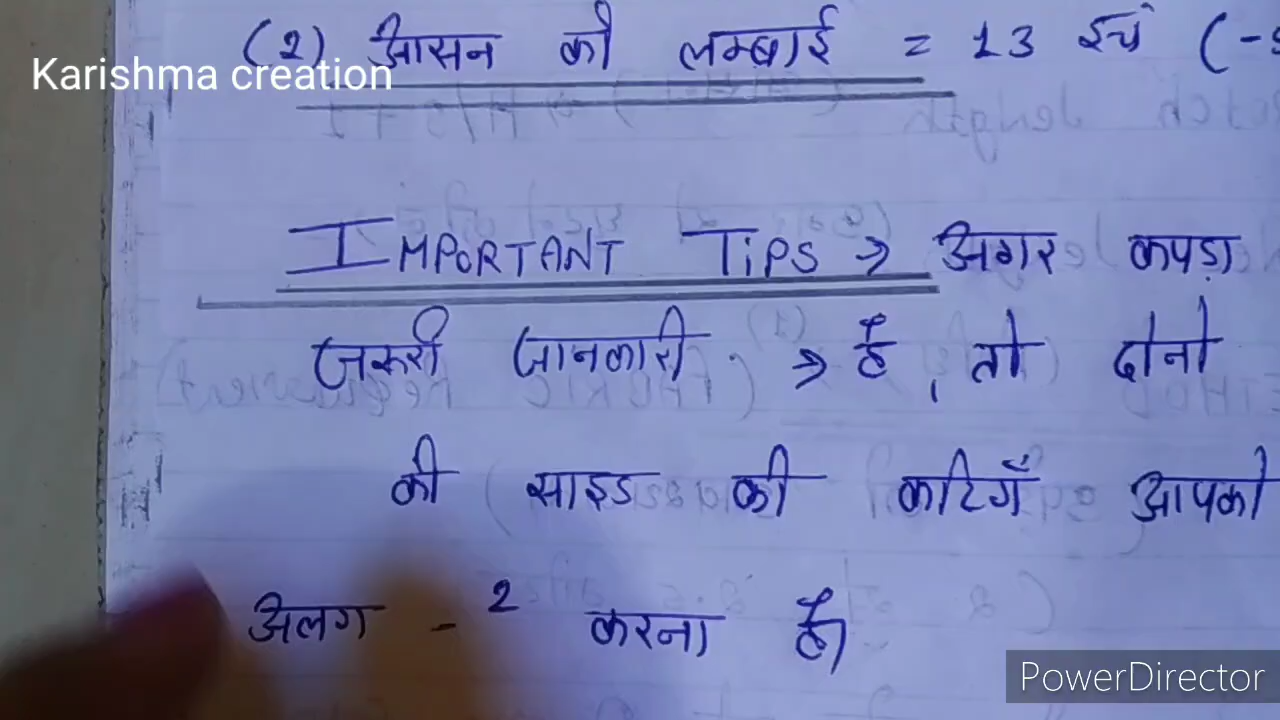 (2) आसन की लम्बाई = 13 ईचं (-
Karishma creation
IMPORTANT TiPS → अगर कपड़ा
जरूरी जानकारी → है, तो दोनो
की साइड की कटिगँ आपको
अलग - 2 करना है।
PowerDirector